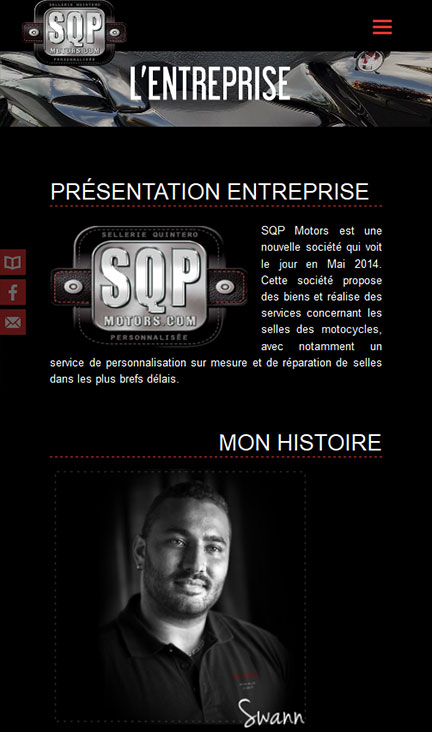 SELLERIE QUINTERO
SQP
MOTORS.COM
PERSONNALISÉE
L'ENTREPRISE
PRÉSENTATION ENTREPRISE
SELLERIE QUINTERO
SQP
MOTORS.COM
PERSONNALISÉE
SQP Motors est une
nouvelle société qui voit
le jour en Mai 2014.
Cette société propose
des biens et réalise des
services concernant les
selles des motocycles,
avec notamment un
service de personnalisation sur mesure et de réparation de selles
dans les plus brefs délais.
MON HISTOIRE
Swann